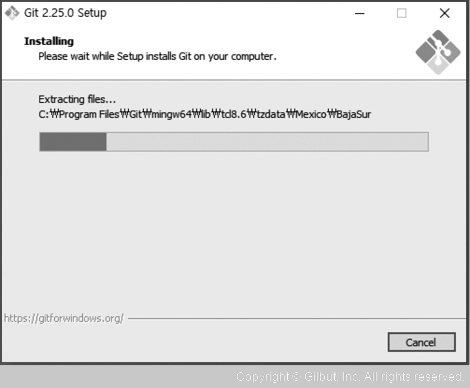 Git 2.25.0 Setup
Installing
Please wait while Setup installs Git on your computer.
Extracting files...
C:₩Program Files₩Git₩mingw64₩lib₩tcl8.6₩tzdata₩Mexico₩BajaSur
https://gitforwindows.org/
Cancel
Copyright © Gilbut, Inc. All rights reserved.